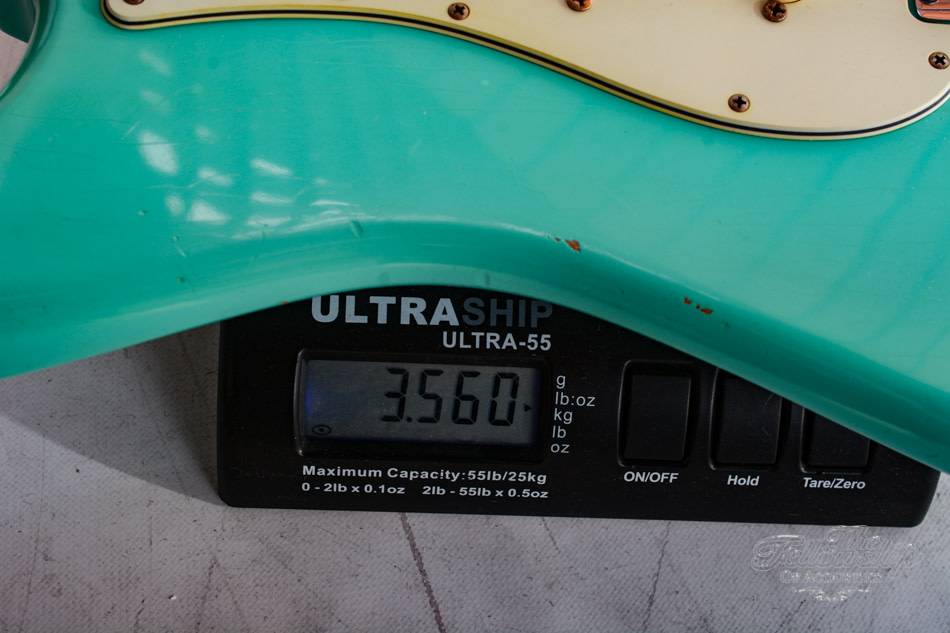 ULTRASHIP
ULTRA-55
3.560
g
lb:oz
kg
lb
oz
Maximum Capacity:55lb/25kg
0 - 2lb x 0.1oz 2lb - 55lb x 0.5oz
ON/OFF
Hold
Tare/Zero